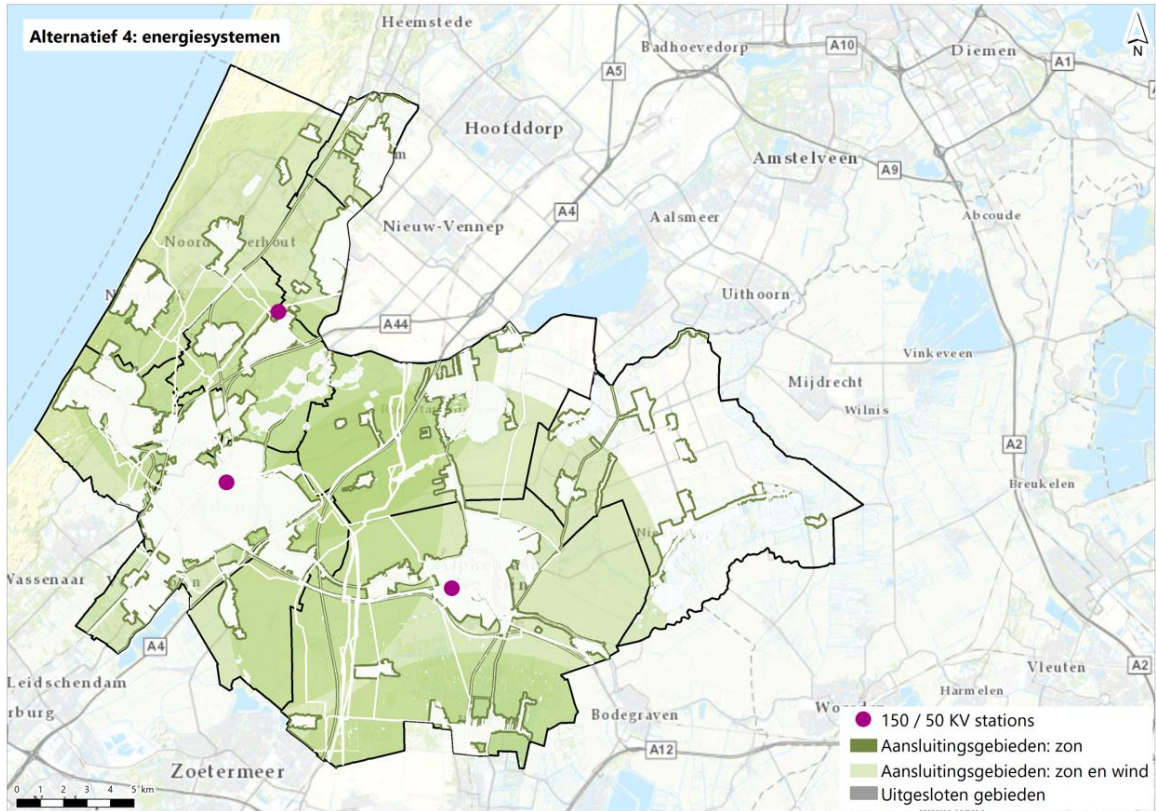 Alternatief 4: energiesystemen
Heemstede
Badhoevedorp
A10
Diemen
N
A5
A1
Hoofddorp
Amstelveen
A9
A4
Aalsmeer
Abcoude
Nieuw-Vennep
Uithoorn
A44
Vinkeveen
Mijdrecht
Wilnis
A2
Breukelen
Wassenaar
A4
Leidschendam
Vleuten
A2
Harmelen
Bodegraven
A12
Zoetermeer
150 / 50 KV stations
Aansluitingsgebieden: zon
Aansluitingsgebieden: zon en wind
Uitgesloten gebieden
0 1 2 3 4 5 km